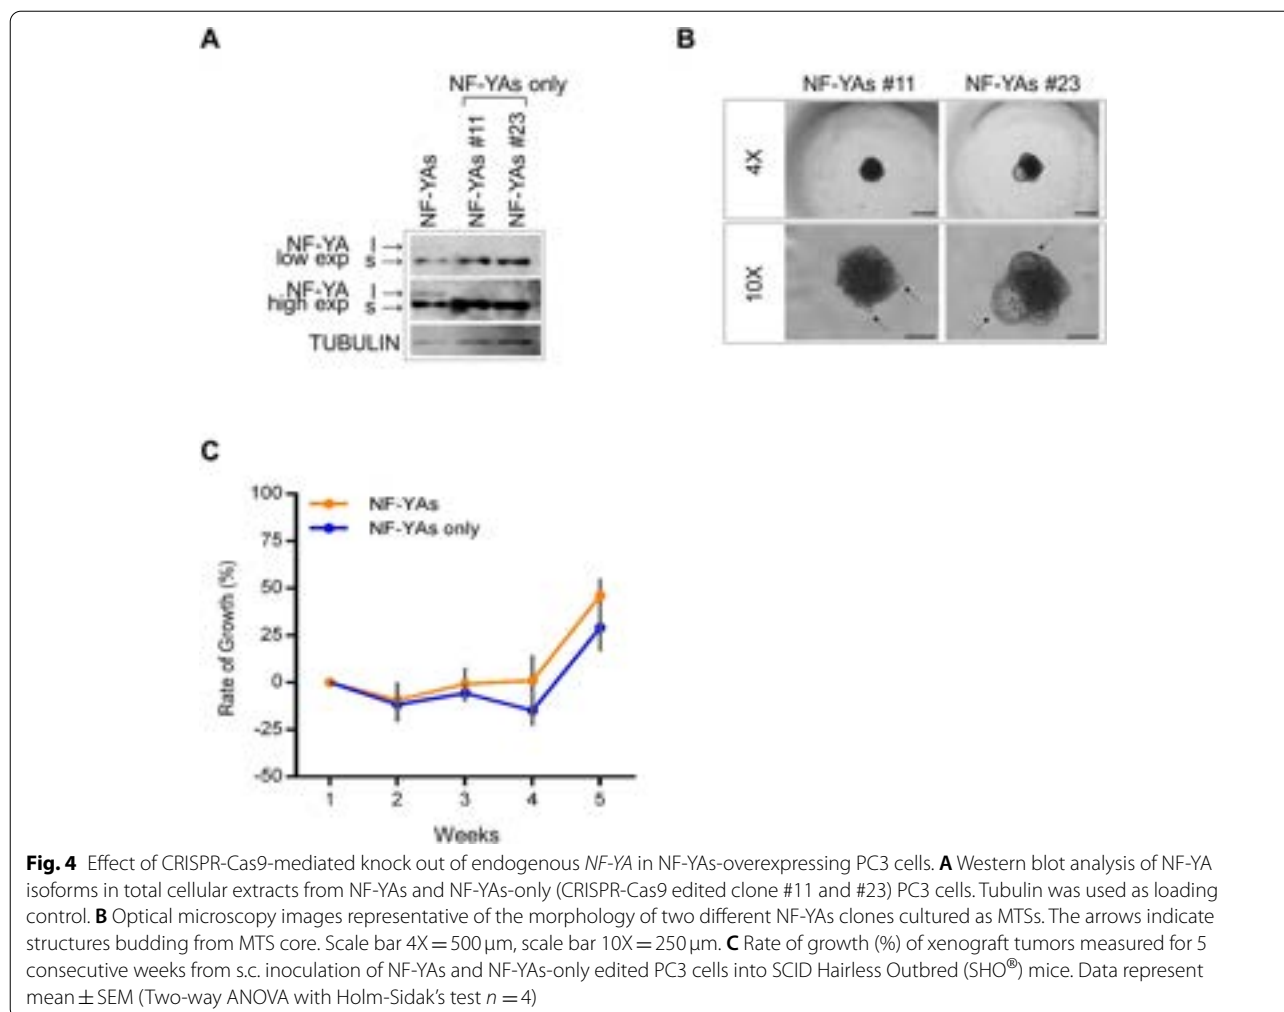 A
NF-YAs only
NF-YAs
NF-YAs #11
NF-YAs #23
NF-YA l →
low exp s →
NF-YA l →
high exp s →
TUBULIN
B
NF-YAs #11 NF-YAs #23
4X
10X
C
NF-YAs
NF-YAs only
100
75
50
25
0
-25
-50
Rate of Growth (%)
1 2 3 4 5
Weeks
Fig. 4 Effect of CRISPR-Cas9-mediated knock out of endogenous NF-YA in NF-YAs-overexpressing PC3 cells. A Western blot analysis of NF-YA
isoforms in total cellular extracts from NF-YAs and NF-YAs-only (CRISPR-Cas9 edited clone #11 and #23) PC3 cells. Tubulin was used as loading
control. B Optical microscopy images representative of the morphology of two different NF-YAs clones cultured as MTSs. The arrows indicate
structures budding from MTS core. Scale bar 4X = 500 μm, scale bar 10X = 250 μm. C Rate of growth (%) of xenograft tumors measured for 5
consecutive weeks from s.c. inoculation of NF-YAs and NF-YAs-only edited PC3 cells into SCID Hairless Outbred (SHO®) mice. Data represent
mean ± SEM (Two-way ANOVA with Holm-Sidak's test n = 4)